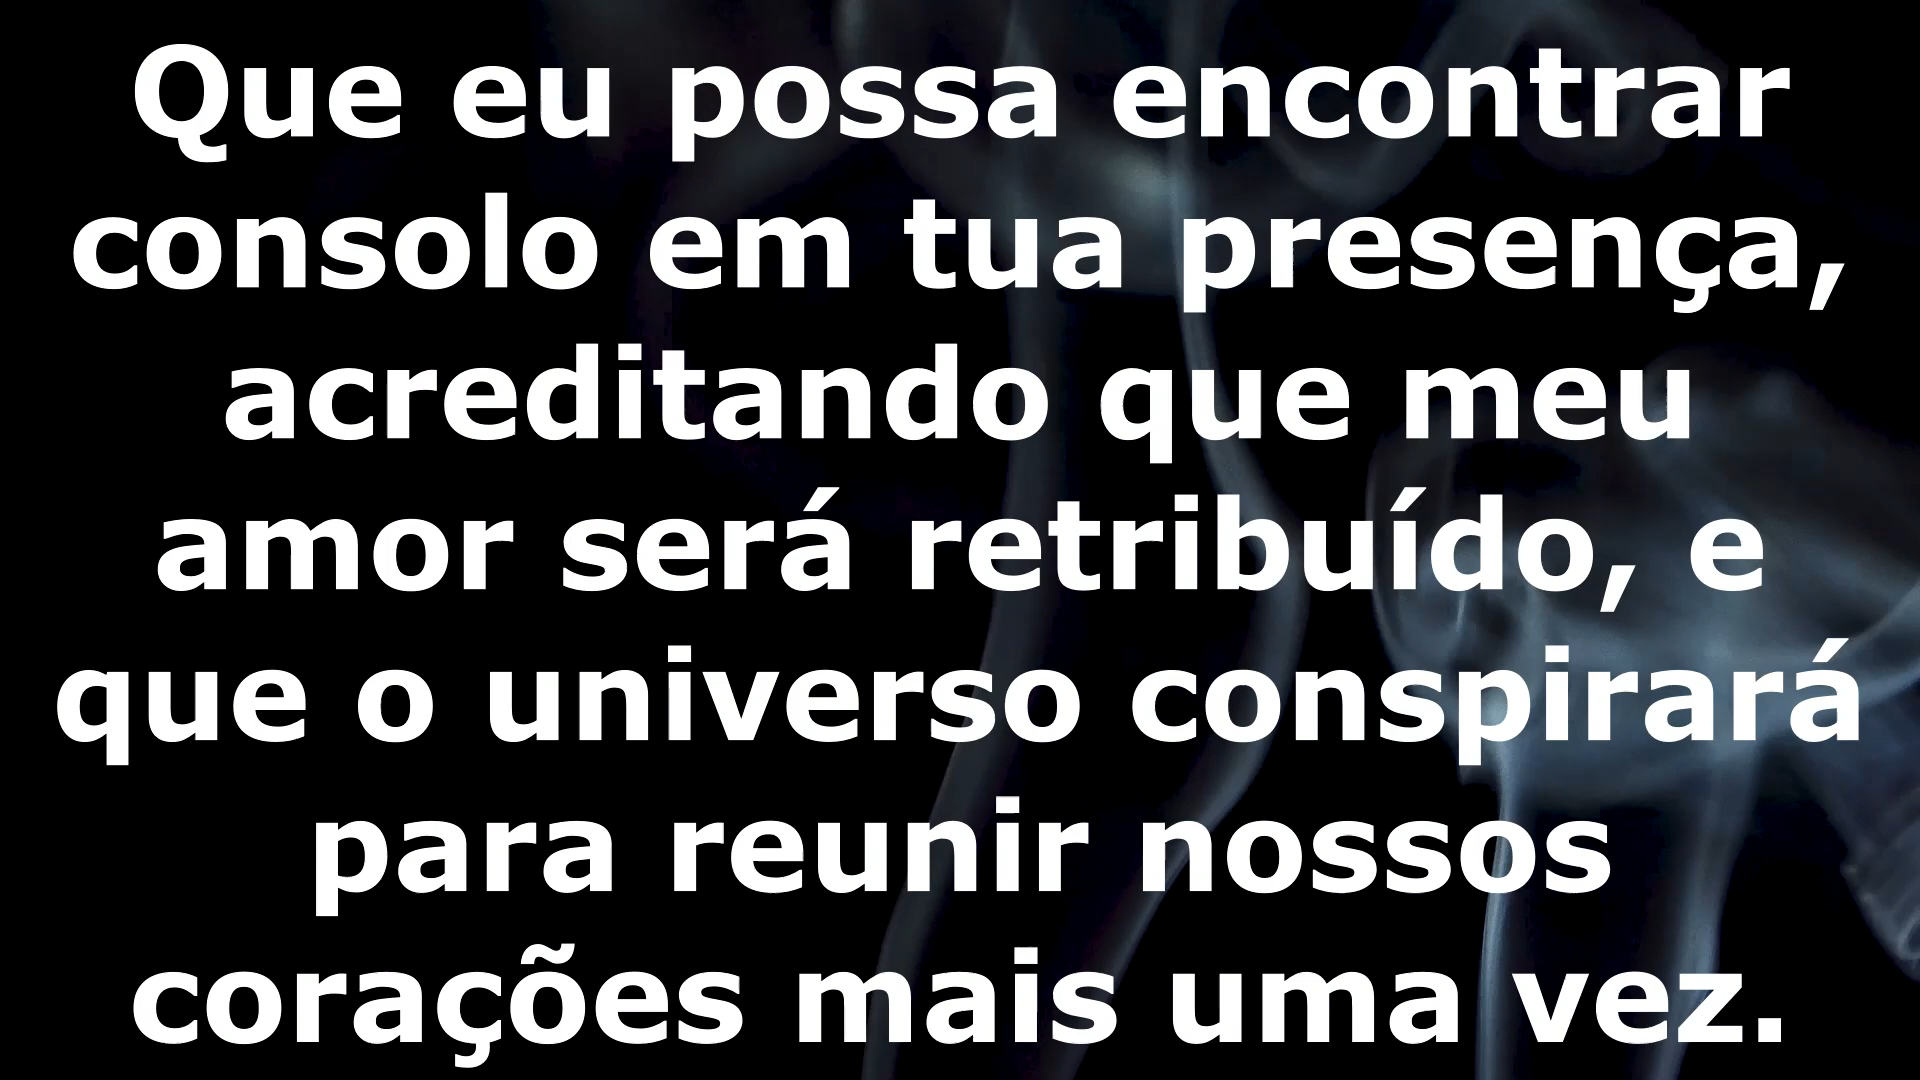 Que eu possa encontrar
consolo em tua presença,
acreditando que meu
amor será retribuído, e
que o universo conspirará
para reunir nossos
corações mais uma vez.